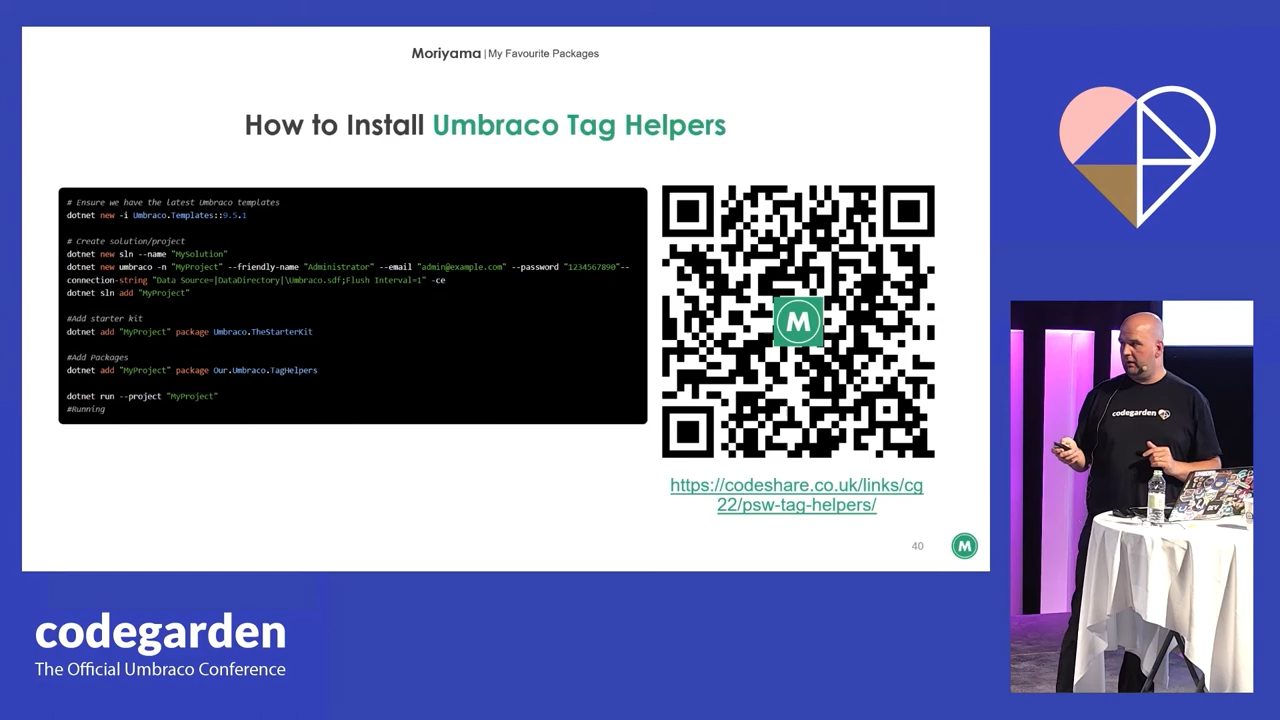 Moriyama | My Favourite Packages
How to Install Umbraco Tag Helpers
# Ensure we have the latest Umbraco templates
dotnet new -i Umbraco.Templates::9.5.1
# Create solution/project
dotnet new sln --name "MySolution"
dotnet new umbraco -n "MyProject" --friendly-name "Administrator" --email "admin@example.com" --password "1234567890"--
connection-string "Data Source=|DataDirectory|\Umbraco.sdf;Flush Interval=1" -ce
dotnet sln add "MyProject"
#Add starter kit
dotnet add "MyProject" package Umbraco.TheStarterKit
#Add Packages
dotnet add "MyProject" package Our.Umbraco.TagHelpers
dotnet run --project "MyProject"
#Running
M
https://codeshare.co.uk/links/cg
22/psw-tag-helpers/
40
M
codegarden
codegarden
The Official Umbraco Conference